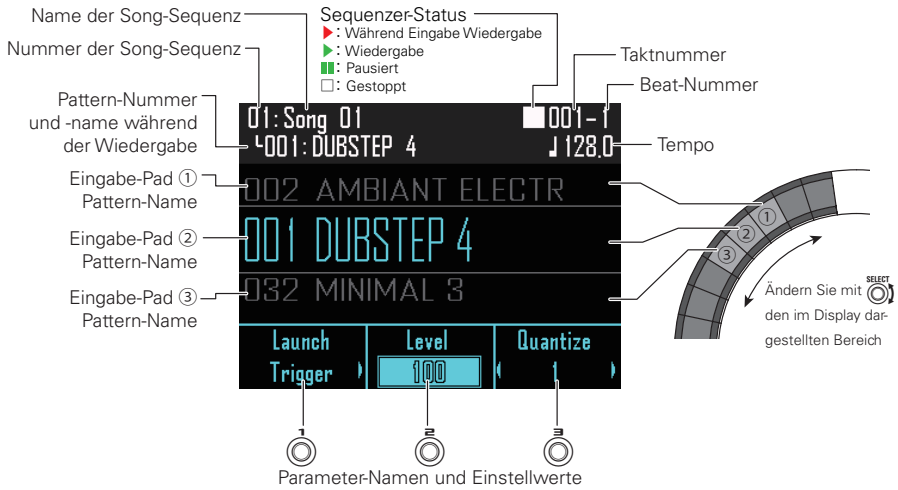 Name der Song-Sequenz
Nummer der Song-Sequenz
Sequenzer-Status
: Während Eingabe Wiedergabe
: Wiedergabe
: Pausiert
: Gestoppt
Taktnummer
Beat-Nummer
Pattern-Nummer
und -name während
der Wiedergabe
01:Song 01
001-1
001:DUBSTEP 4
128.0
Tempo
Eingabe-Pad ①
Pattern-Name
002 AMBIANT ELECTR
Eingabe-Pad ②
Pattern-Name
001 DUBSTEP 4
Eingabe-Pad ③
Pattern-Name
032 MINIMAL 3
①
②
③
Ändern Sie mit SELECT
den im Display dar-
gestellten Bereich
Launch Level Quantize
Trigger 100 1
1 2 3
Parameter-Namen und Einstellwerte